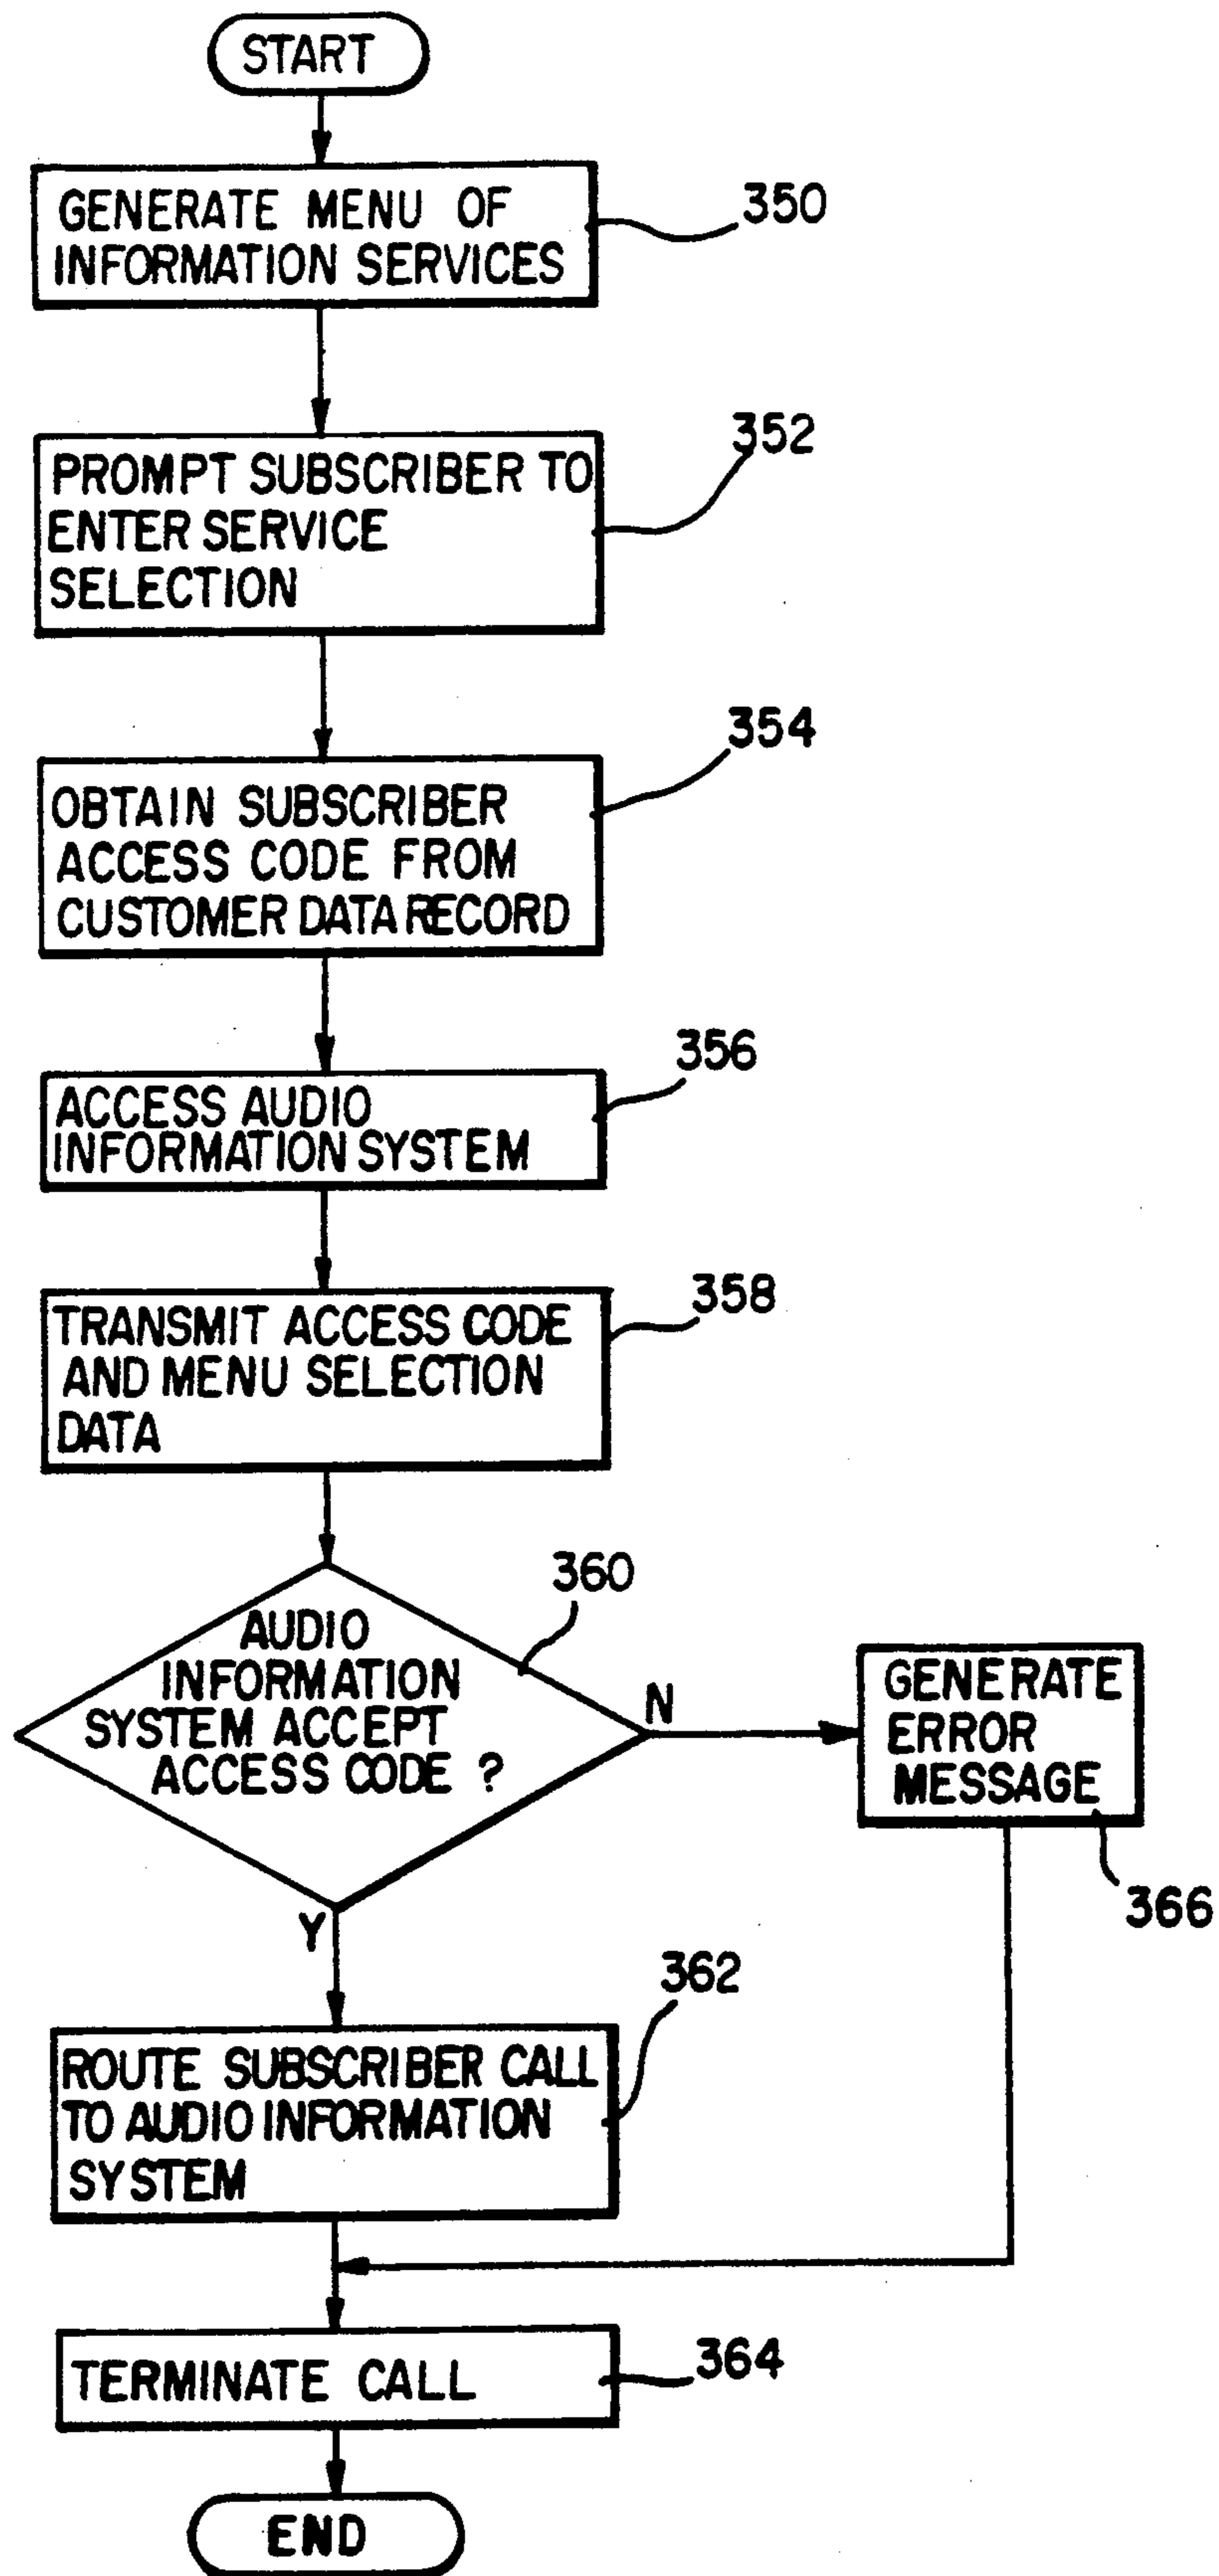 START
GENERATE MENU OF
INFORMATION SERVICES
350
PROMPT SUBSCRIBER TO
ENTER SERVICE
SELECTION
352
OBTAIN SUBSCRIBER
ACCESS CODE FROM
CUSTOMER DATA RECORD
354
ACCESS AUDIO
INFORMATION SYSTEM
356
TRANSMIT ACCESS CODE
AND MENU SELECTION
DATA
358
AUDIO
INFORMATION
SYSTEM ACCEPT
ACCESS CODE ?
360
N
GENERATE
ERROR
MESSAGE
366
Y
ROUTE SUBSCRIBER CALL
TO AUDIO INFORMATION
SYSTEM
362
TERMINATE CALL
364
END